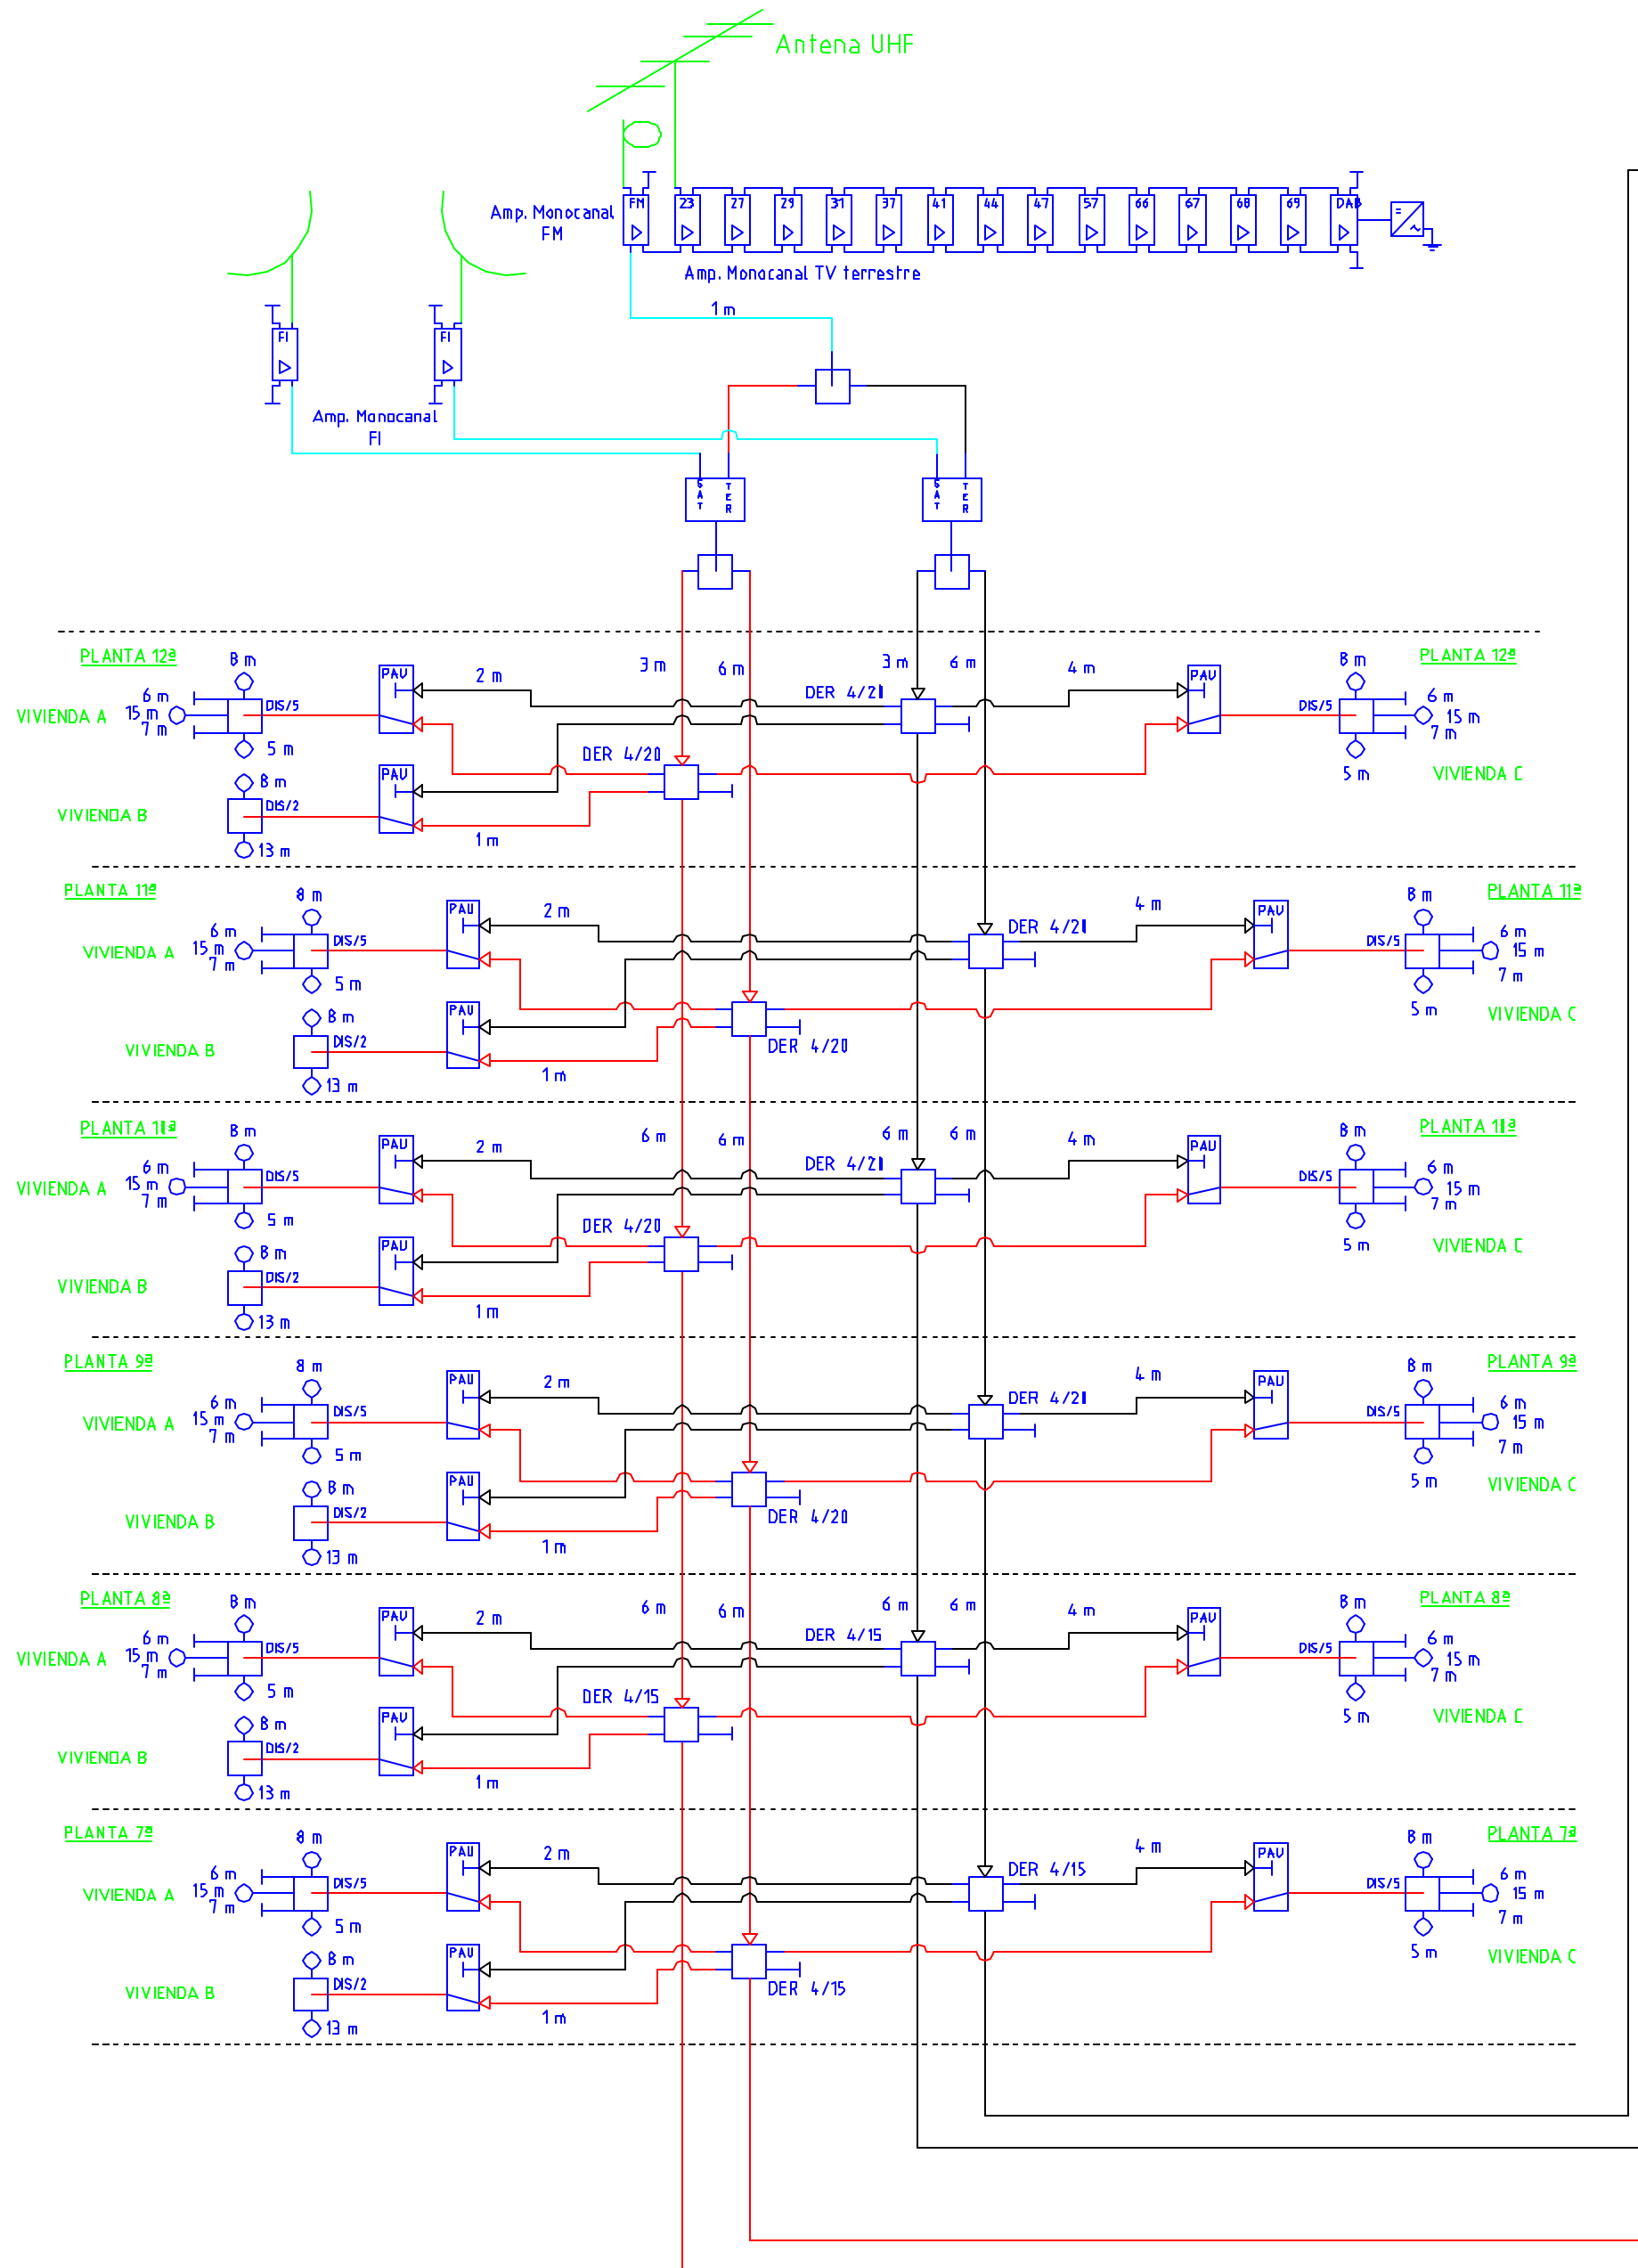 Antena UHF
Amp. Monocanal
FM
FM
23
27
29
31
37
41
44
47
57
66
67
68
69
DAB
Amp. Monocanal TV terrestre
1 m
FI
FI
Amp. Monocanal
FI
SAT
TER
SAT
TER
PLANTA 12ª
8 m
6 m
15 m
7 m
DIS/5
5 m
VIVIENDA A
PAU
2 m
3 m
6 m
3 m
6 m
DER 4/20
4 m
PAU
DIS/5
8 m
6 m
15 m
7 m
5 m
PLANTA 12ª
VIVIENDA C
DER 4/20
VIVIENDA B
8 m
DIS/2
13 m
PAU
1 m
PLANTA 11ª
8 m
6 m
15 m
7 m
DIS/5
5 m
VIVIENDA A
PAU
2 m
DER 4/20
4 m
PAU
DIS/5
8 m
6 m
15 m
7 m
5 m
PLANTA 11ª
VIVIENDA C
VIVIENDA B
8 m
DIS/2
13 m
PAU
1 m
DER 4/20
PLANTA 10ª
8 m
6 m
15 m
7 m
DIS/5
5 m
VIVIENDA A
PAU
2 m
6 m
6 m
6 m
6 m
DER 4/20
4 m
PAU
DIS/5
8 m
6 m
15 m
7 m
5 m
PLANTA 10ª
VIVIENDA C
DER 4/20
VIVIENDA B
8 m
DIS/2
13 m
PAU
1 m
PLANTA 9ª
8 m
6 m
15 m
7 m
DIS/5
5 m
VIVIENDA A
PAU
2 m
DER 4/20
4 m
PAU
DIS/5
8 m
6 m
15 m
7 m
5 m
PLANTA 9ª
VIVIENDA C
VIVIENDA B
8 m
DIS/2
13 m
PAU
1 m
DER 4/20
PLANTA 8ª
8 m
6 m
15 m
7 m
DIS/5
5 m
VIVIENDA A
PAU
2 m
6 m
6 m
6 m
6 m
DER 4/15
4 m
PAU
DIS/5
8 m
6 m
15 m
7 m
5 m
PLANTA 8ª
VIVIENDA C
DER 4/15
VIVIENDA B
8 m
DIS/2
13 m
PAU
1 m
PLANTA 7ª
8 m
6 m
15 m
7 m
DIS/5
5 m
VIVIENDA A
PAU
2 m
DER 4/15
4 m
PAU
DIS/5
8 m
6 m
15 m
7 m
5 m
PLANTA 7ª
VIVIENDA C
VIVIENDA B
8 m
DIS/2
13 m
PAU
1 m
DER 4/15